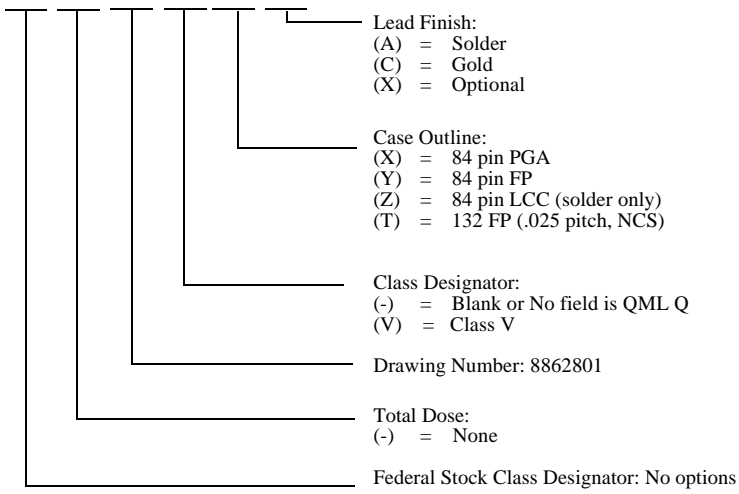 Lead Finish:
(A) = Solder
(C) = Gold
(X) = Optional
Case Outline:
(X) = 84 pin PGA
(Y) = 84 pin FP
(Z) = 84 pin LCC (solder only)
(T) = 132 FP (.025 pitch, NCS)
Class Designator:
(-) = Blank or No field is QML Q
(V) = Class V
Drawing Number: 8862801
Total Dose:
(-) = None
Federal Stock Class Designator: No options